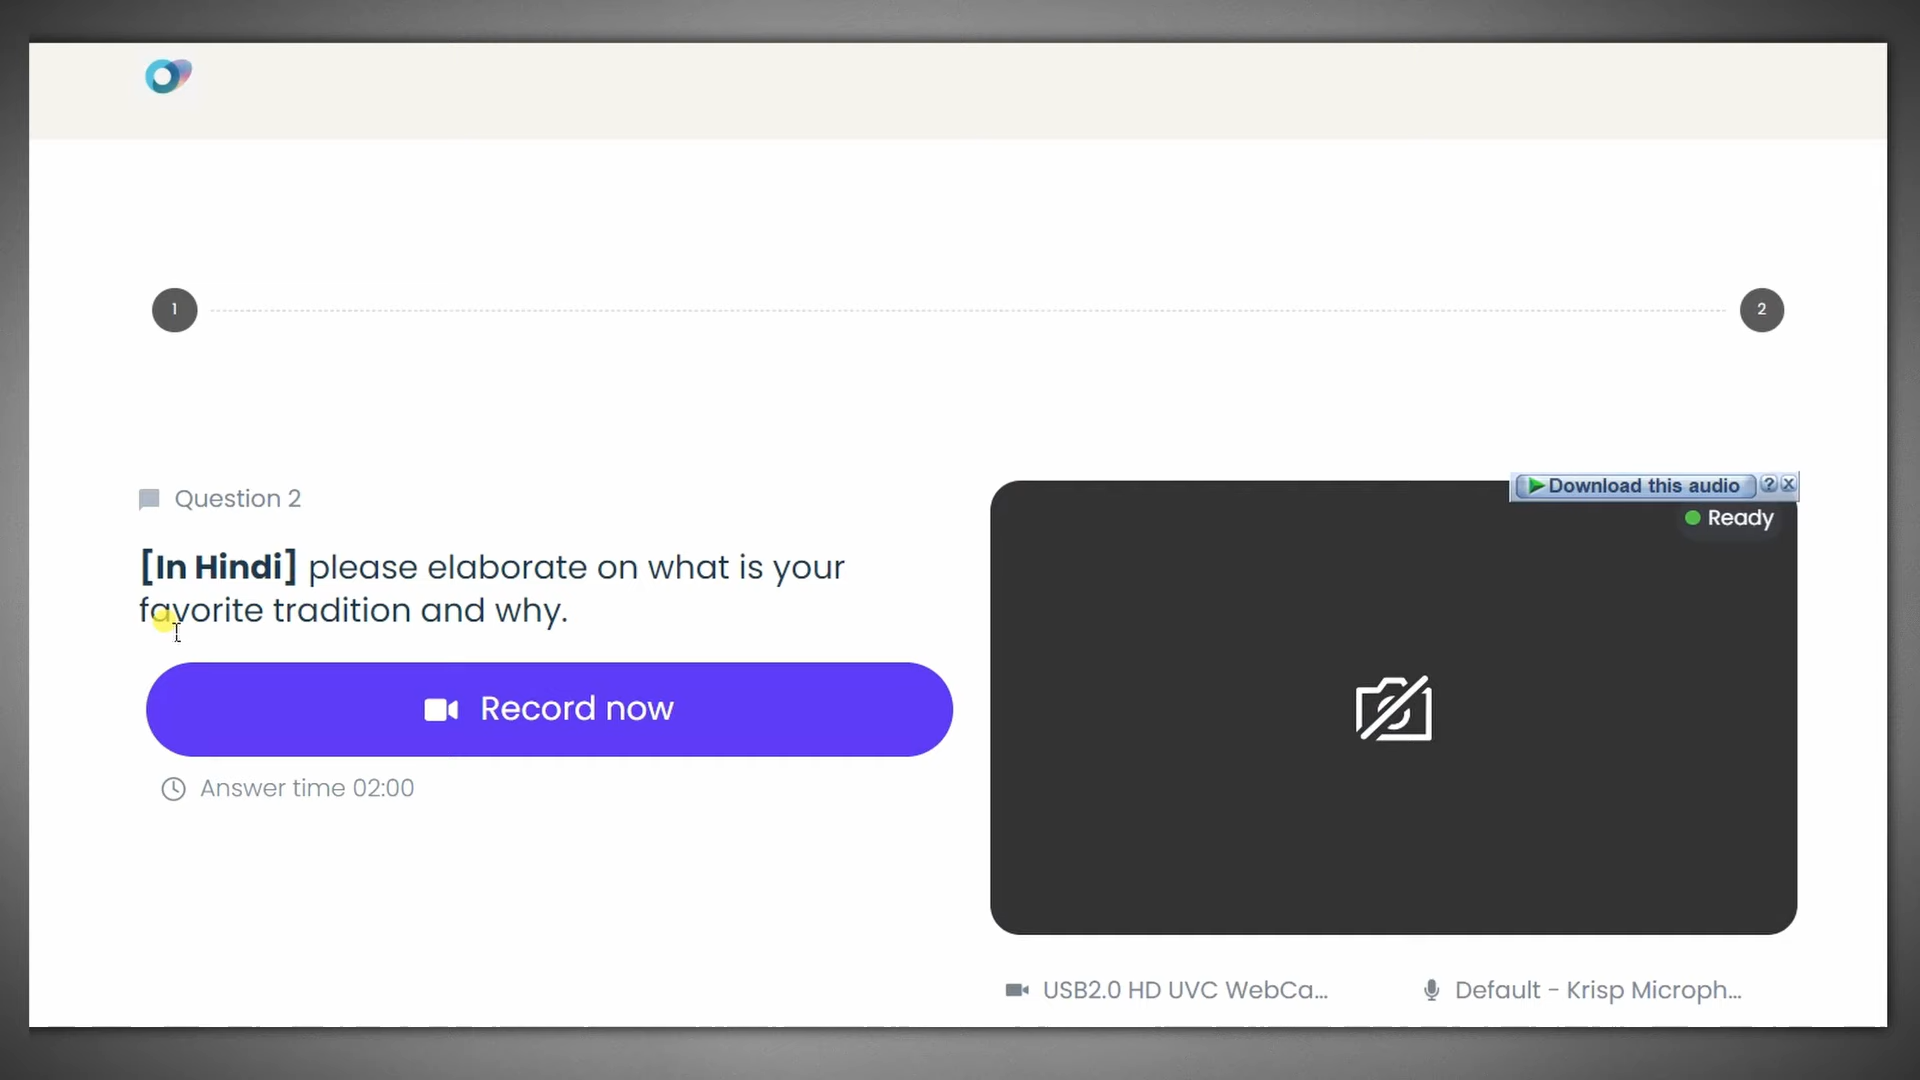 1
2
Question 2
[In Hindi] please elaborate on what is your
favorite tradition and why.
Record now
Answer time 02:00
Download this audio
?
Ready
USB2.0 HD UVC WebCa...
Default - Krisp Microph...